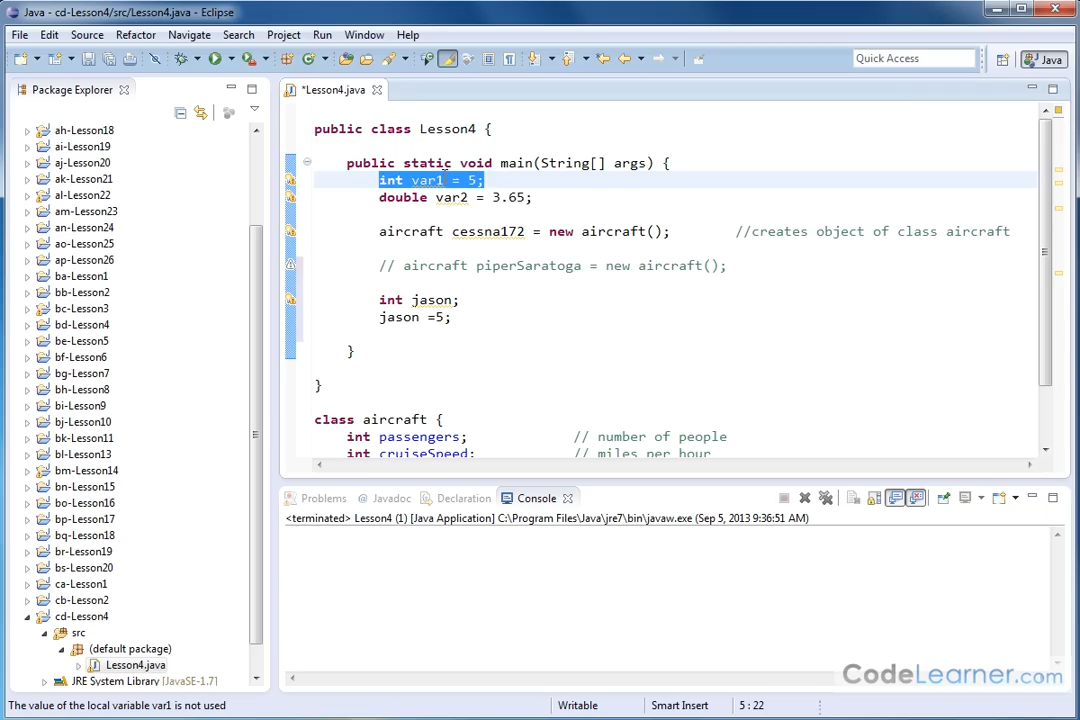 Java - cd-Lesson4/src/Lesson4.java - Eclipse
File Edit Source Refactor Navigate Search Project Run Window Help
Quick Access
Java
Package Explorer
ah-Lesson18
ai-Lesson19
aj-Lesson20
ak-Lesson21
al-Lesson22
am-Lesson23
an-Lesson24
ao-Lesson25
ap-Lesson26
ba-Lesson1
bb-Lesson2
bc-Lesson3
bd-Lesson4
be-Lesson5
bf-Lesson6
bg-Lesson7
bh-Lesson8
bi-Lesson9
bj-Lesson10
bk-Lesson11
bl-Lesson13
bm-Lesson14
bn-Lesson15
bo-Lesson16
bp-Lesson17
bq-Lesson18
br-Lesson19
bs-Lesson20
ca-Lesson1
cb-Lesson2
cd-Lesson4
src
(default package)
Lesson4.java
JRE System Library [JavaSE-1.7]
*Lesson4.java
public class Lesson4 {
public static void main(String[] args) {
int var1 = 5;
double var2 = 3.65;
aircraft cessna172 = new aircraft(); //creates object of class aircraft
// aircraft piperSaratoga = new aircraft();
int jason;
jason =5;
}
}
class aircraft {
int passengers; // number of people
int cruiseSpeed; // miles per hour
Problems Javadoc Declaration Console
<terminated> Lesson4 (1) [Java Application] C:\Program Files\Java\jre7\bin\javaw.exe (Sep 5, 2013 9:36:51 AM)
CodeLearner.com
The value of the local variable var1 is not used
Writable
Smart Insert
5 : 22